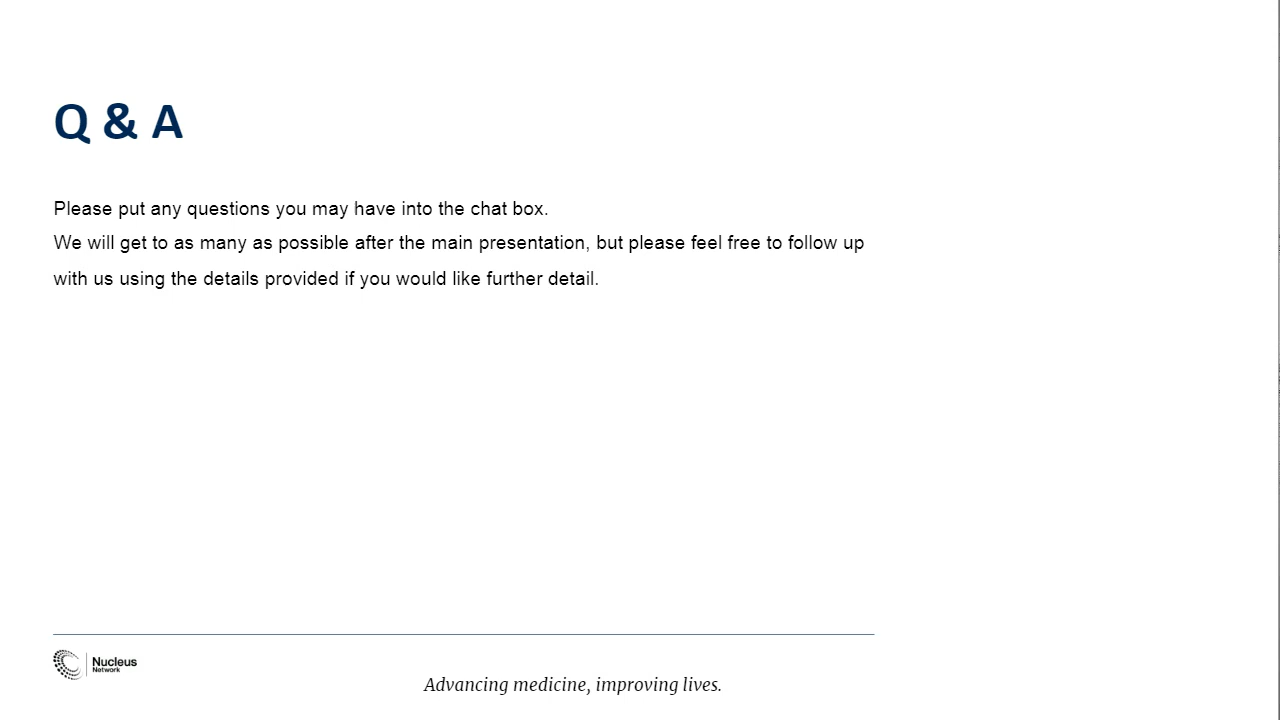 Q & A
Please put any questions you may have into the chat box.
We will get to as many as possible after the main presentation, but please feel free to follow up
with us using the details provided if you would like further detail.
Nucleus
Network
Advancing medicine, improving lives.